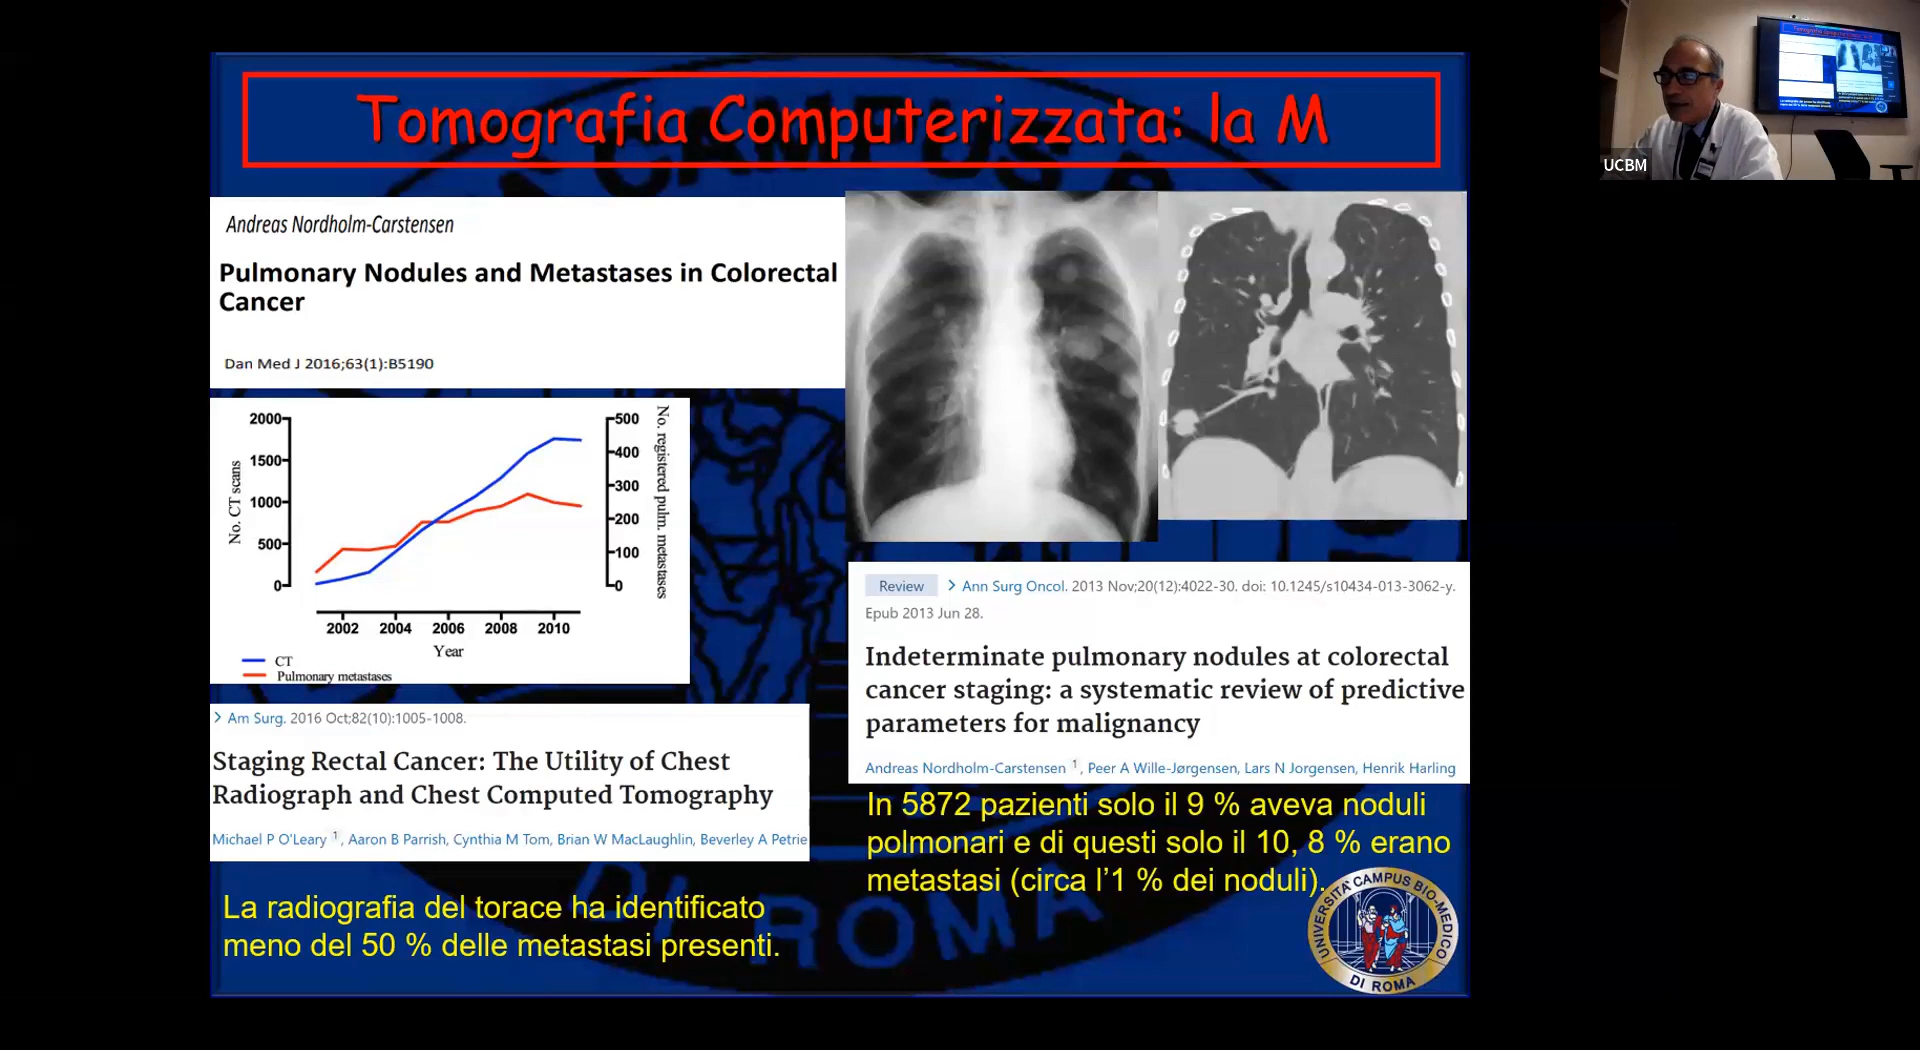 Tomografia Computerizzata: la M
UCBM
Andreas Nordholm-Carstensen
Pulmonary Nodules and Metastases in Colorectal
Cancer
Dan Med J 2016;63(1):B5190
2000
1500
1000
500
0
No. CT scans
500
400
300
200
100
0
No. registered pulm. metastases
2002 2004 2006 2008 2010
Year
CT
Pulmonary metastases
> Am Surg. 2016 Oct;82(10):1005-1008.
Staging Rectal Cancer: The Utility of Chest
Radiograph and Chest Computed Tomography
Michael P O'Leary 1, Aaron B Parrish, Cynthia M Tom, Brian W MacLaughlin, Beverley A Petrie
La radiografia del torace ha identificato
meno del 50 % delle metastasi presenti.
Review > Ann Surg Oncol. 2013 Nov;20(12):4022-30. doi: 10.1245/s10434-013-3062-y.
Epub 2013 Jun 28.
Indeterminate pulmonary nodules at colorectal
cancer staging: a systematic review of predictive
parameters for malignancy
Andreas Nordholm-Carstensen 1, Peer A Wille-Jørgensen, Lars N Jorgensen, Henrik Harling
In 5872 pazienti solo il 9 % aveva noduli
polmonari e di questi solo il 10, 8 % erano
metastasi (circa l’1 % dei noduli).
UNIVERSITÀ CAMPUS BIO-MEDICO
DI ROMA
CAMPUS
DI ROMA